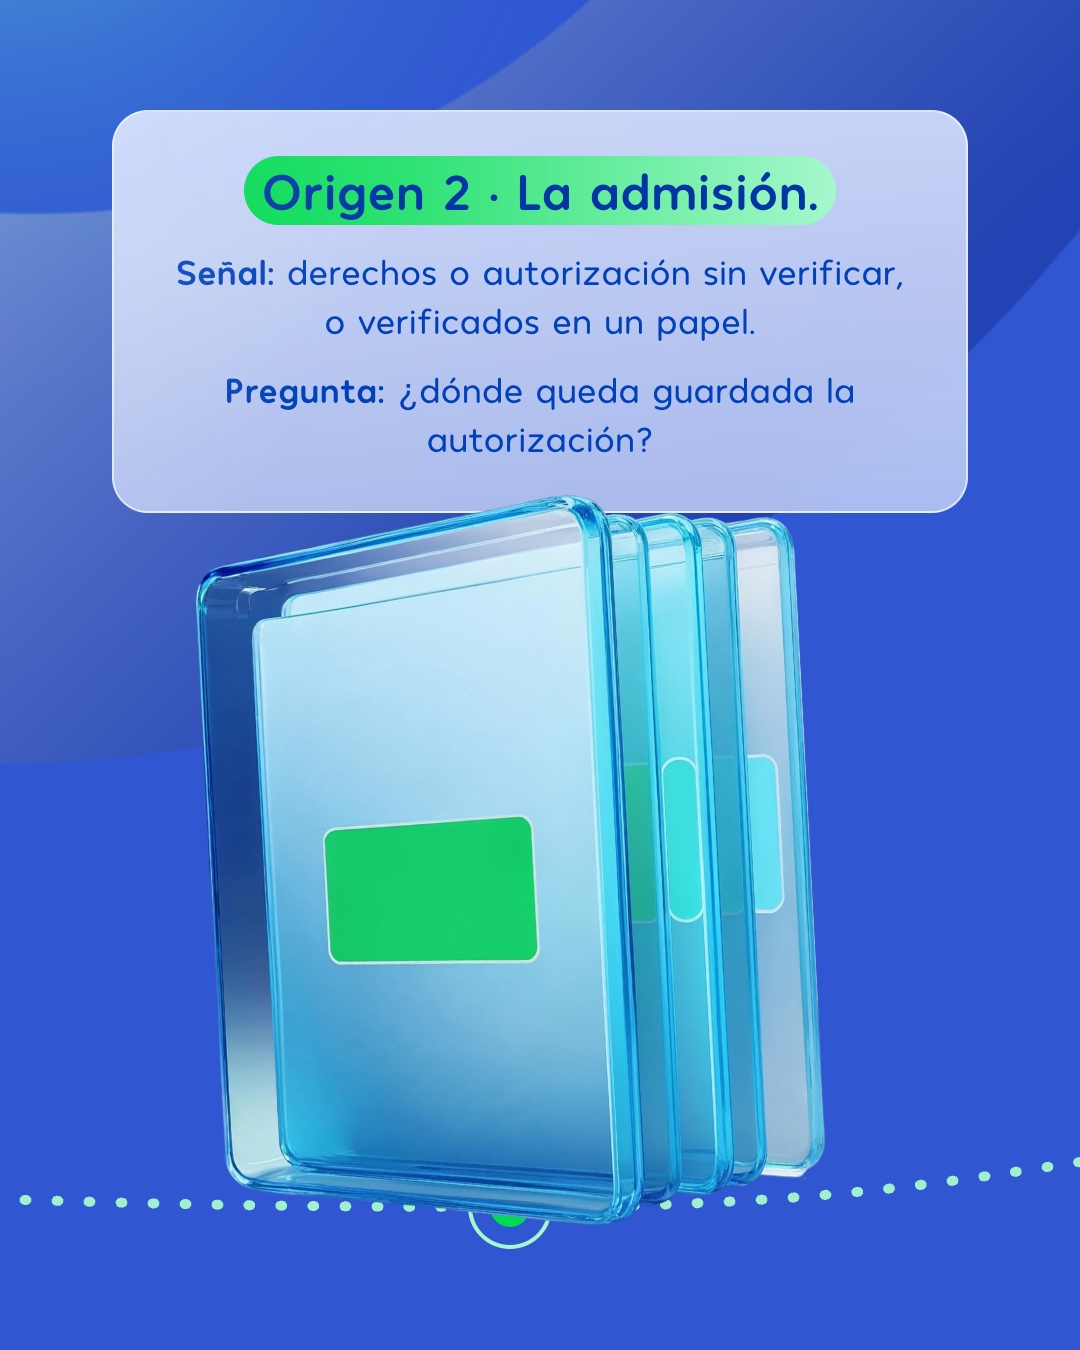 Origen 2 · La admisión.
Señal: derechos o autorización sin verificar,
o verificados en un papel.
Pregunta: ¿dónde queda guardada la
autorización?